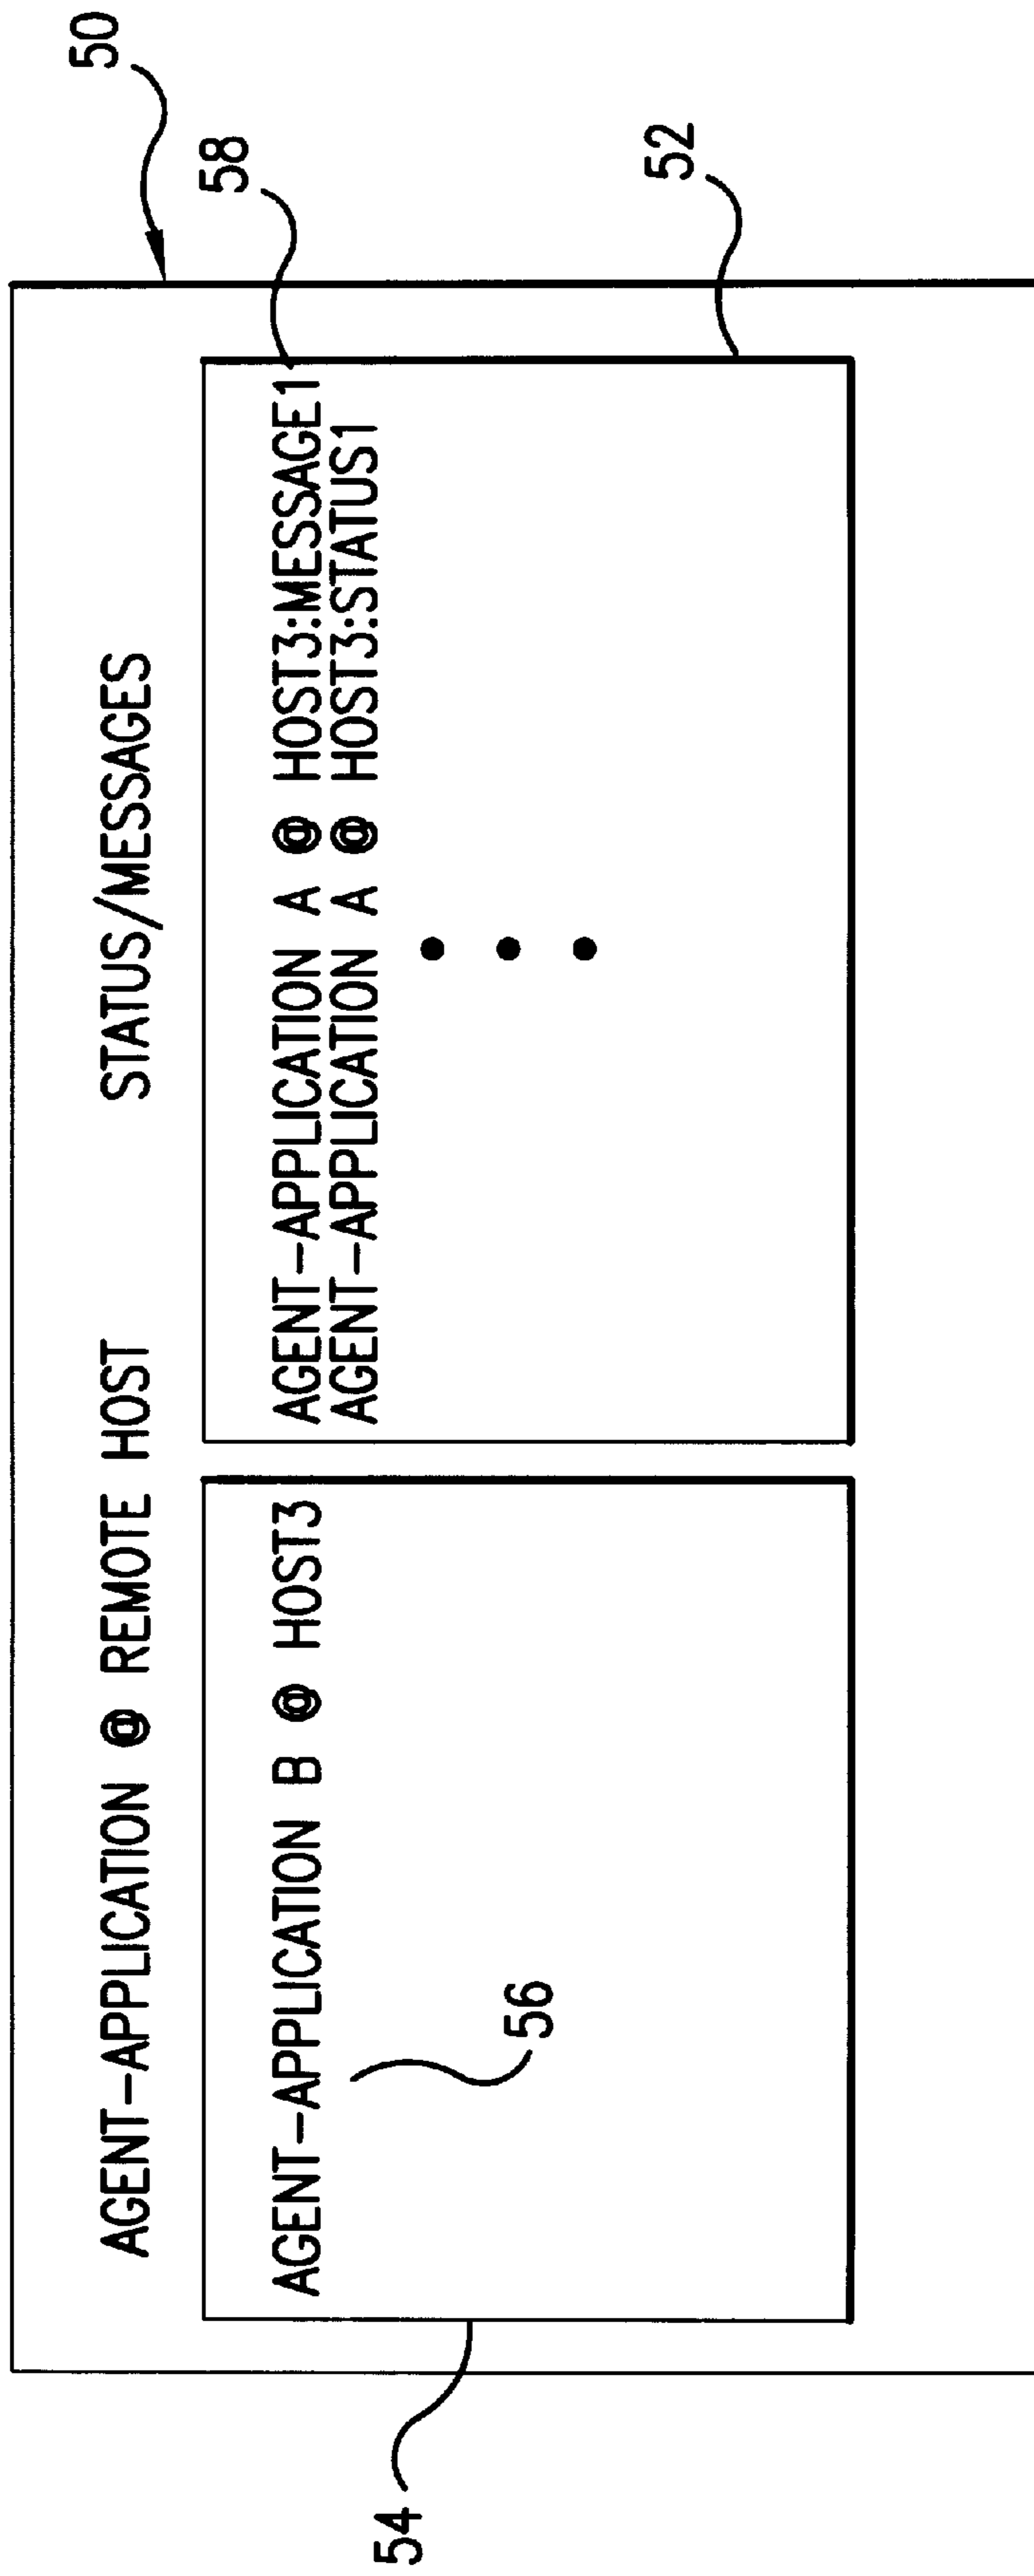 50
AGENT-APPLICATION @ REMOTE HOST
STATUS/MESSAGES
58
AGENT-APPLICATION B @ HOST3
AGENT-APPLICATION A @ HOST3:MESSAGE1
AGENT-APPLICATION A @ HOST3:STATUS1
54
56
52